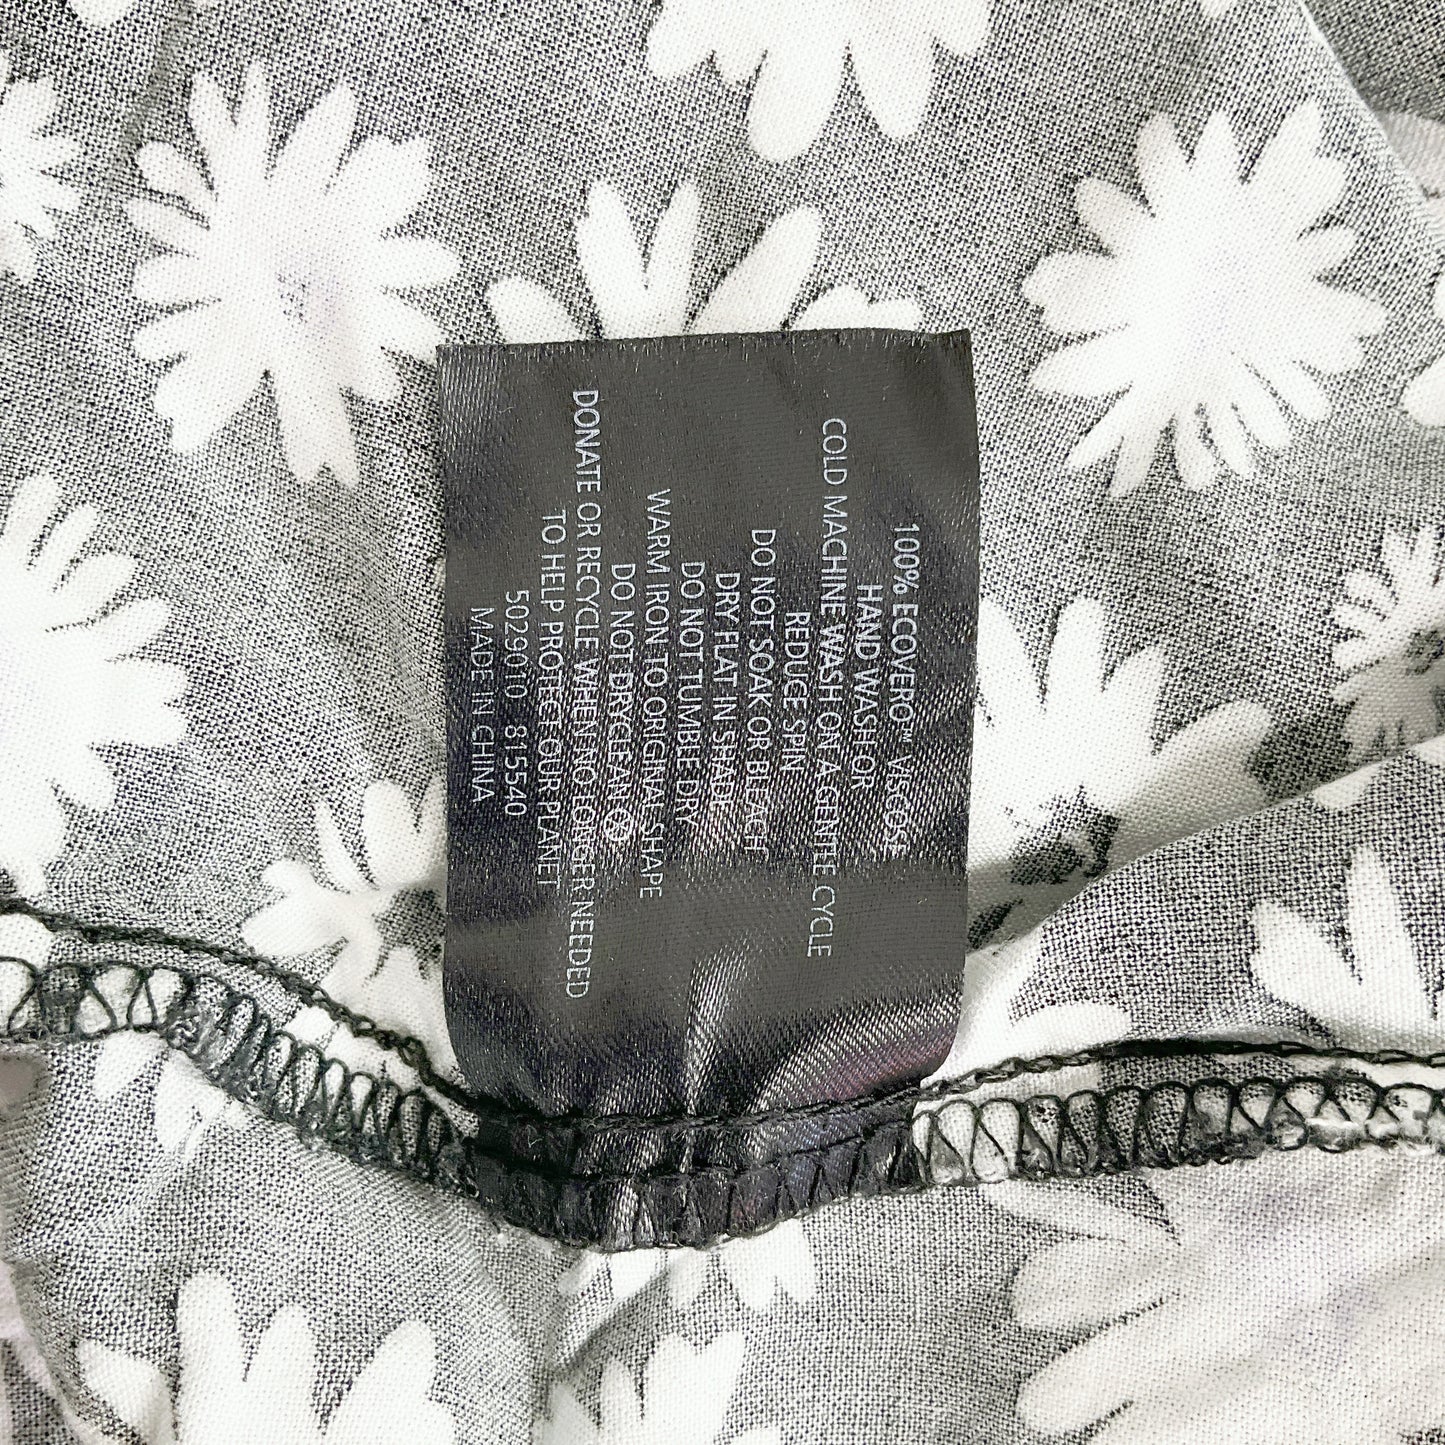 100% ECOVERO™ VISCOSE
HAND WASH OR
COLD MACHINE WASH ON A GENTLE CYCLE
REDUCE SPIN
DO NOT SOAK OR BLEACH
DRY FLAT IN SHADE
DO NOT TUMBLE DRY
WARM IRON TO ORIGINAL SHAPE
DO NOT DRYCLEAN Ⓧ
DONATE OR RECYCLE WHEN NO LONGER NEEDED
TO HELP PROTECT OUR PLANET
5029010 815540
MADE IN CHINA